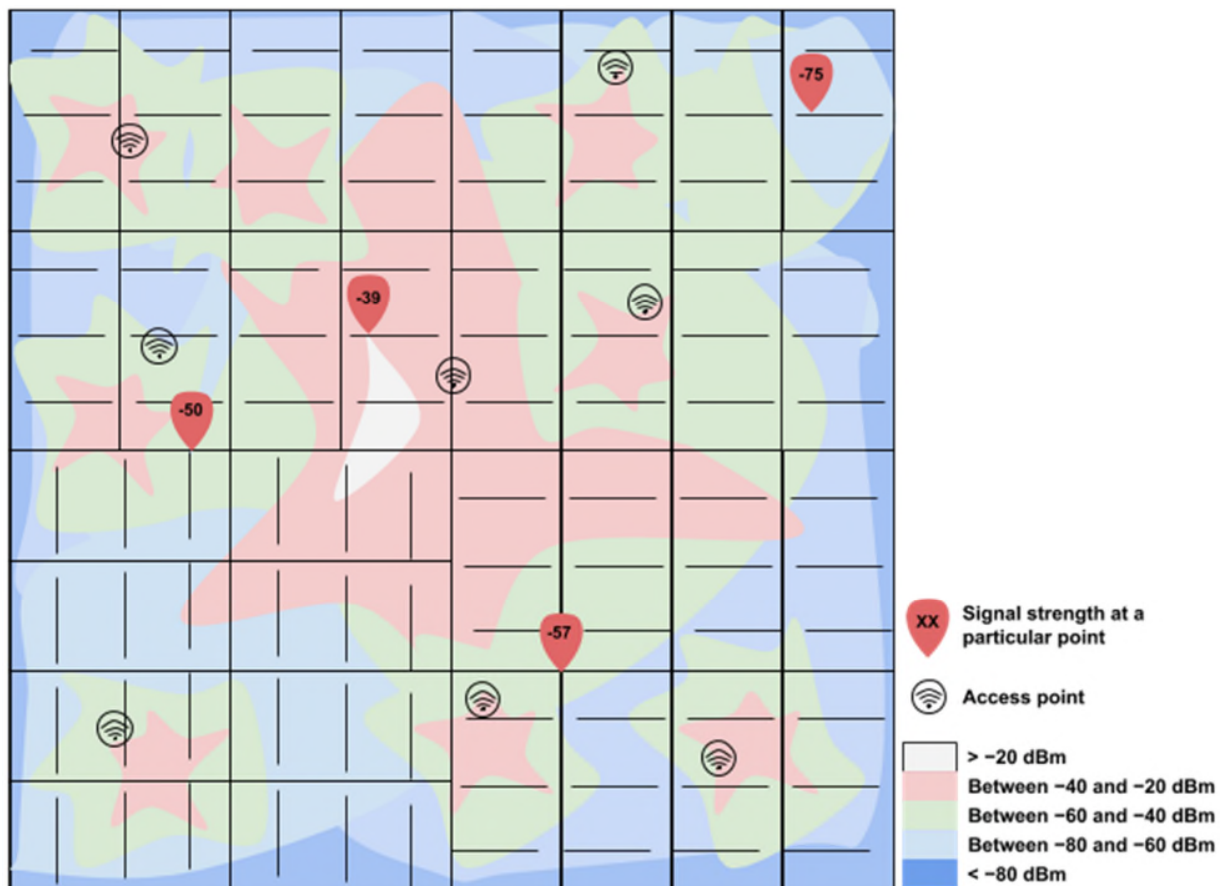 -75
-39
-50
-57
XX
Signal strength at a
particular point
Access point
> −20 dBm
Between −40 and −20 dBm
Between −60 and −40 dBm
Between −80 and −60 dBm
< −80 dBm